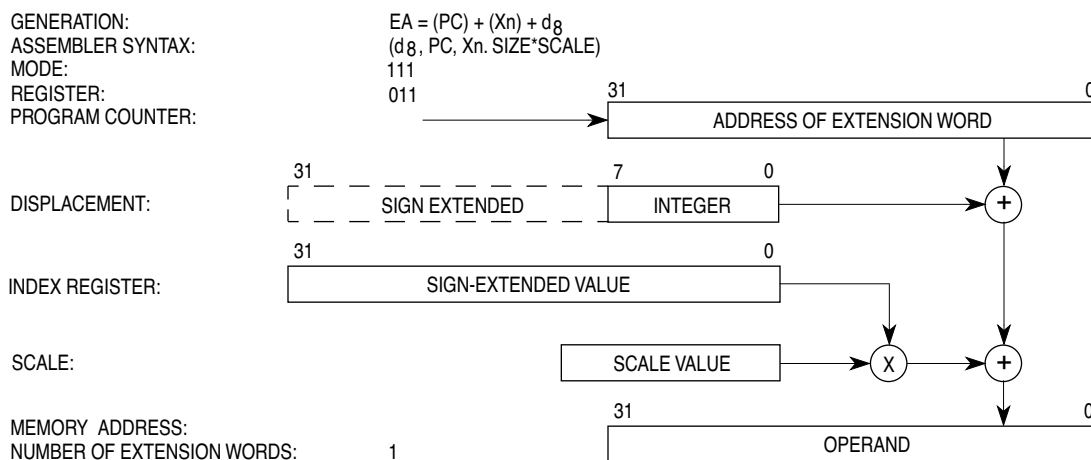 GENERATION: EA = (PC) + (Xn) + d8
ASSEMBLER SYNTAX: (d8, PC, Xn. SIZE*SCALE)
MODE: 111
REGISTER: 011 31 0
PROGRAM COUNTER: ADDRESS OF EXTENSION WORD
31 7 0
DISPLACEMENT: SIGN EXTENDED INTEGER +
31 0
INDEX REGISTER: SIGN-EXTENDED VALUE
SCALE: SCALE VALUE X +
31 0
MEMORY ADDRESS: OPERAND
NUMBER OF EXTENSION WORDS: 1